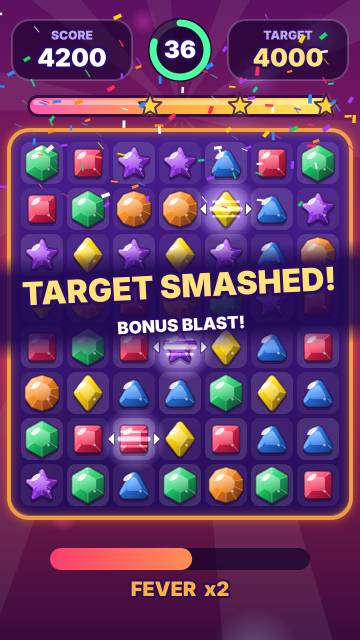 SCORE
4200
36
TARGET
4000
TARGET SMASHED!
BONUS BLAST!
FEVER x2